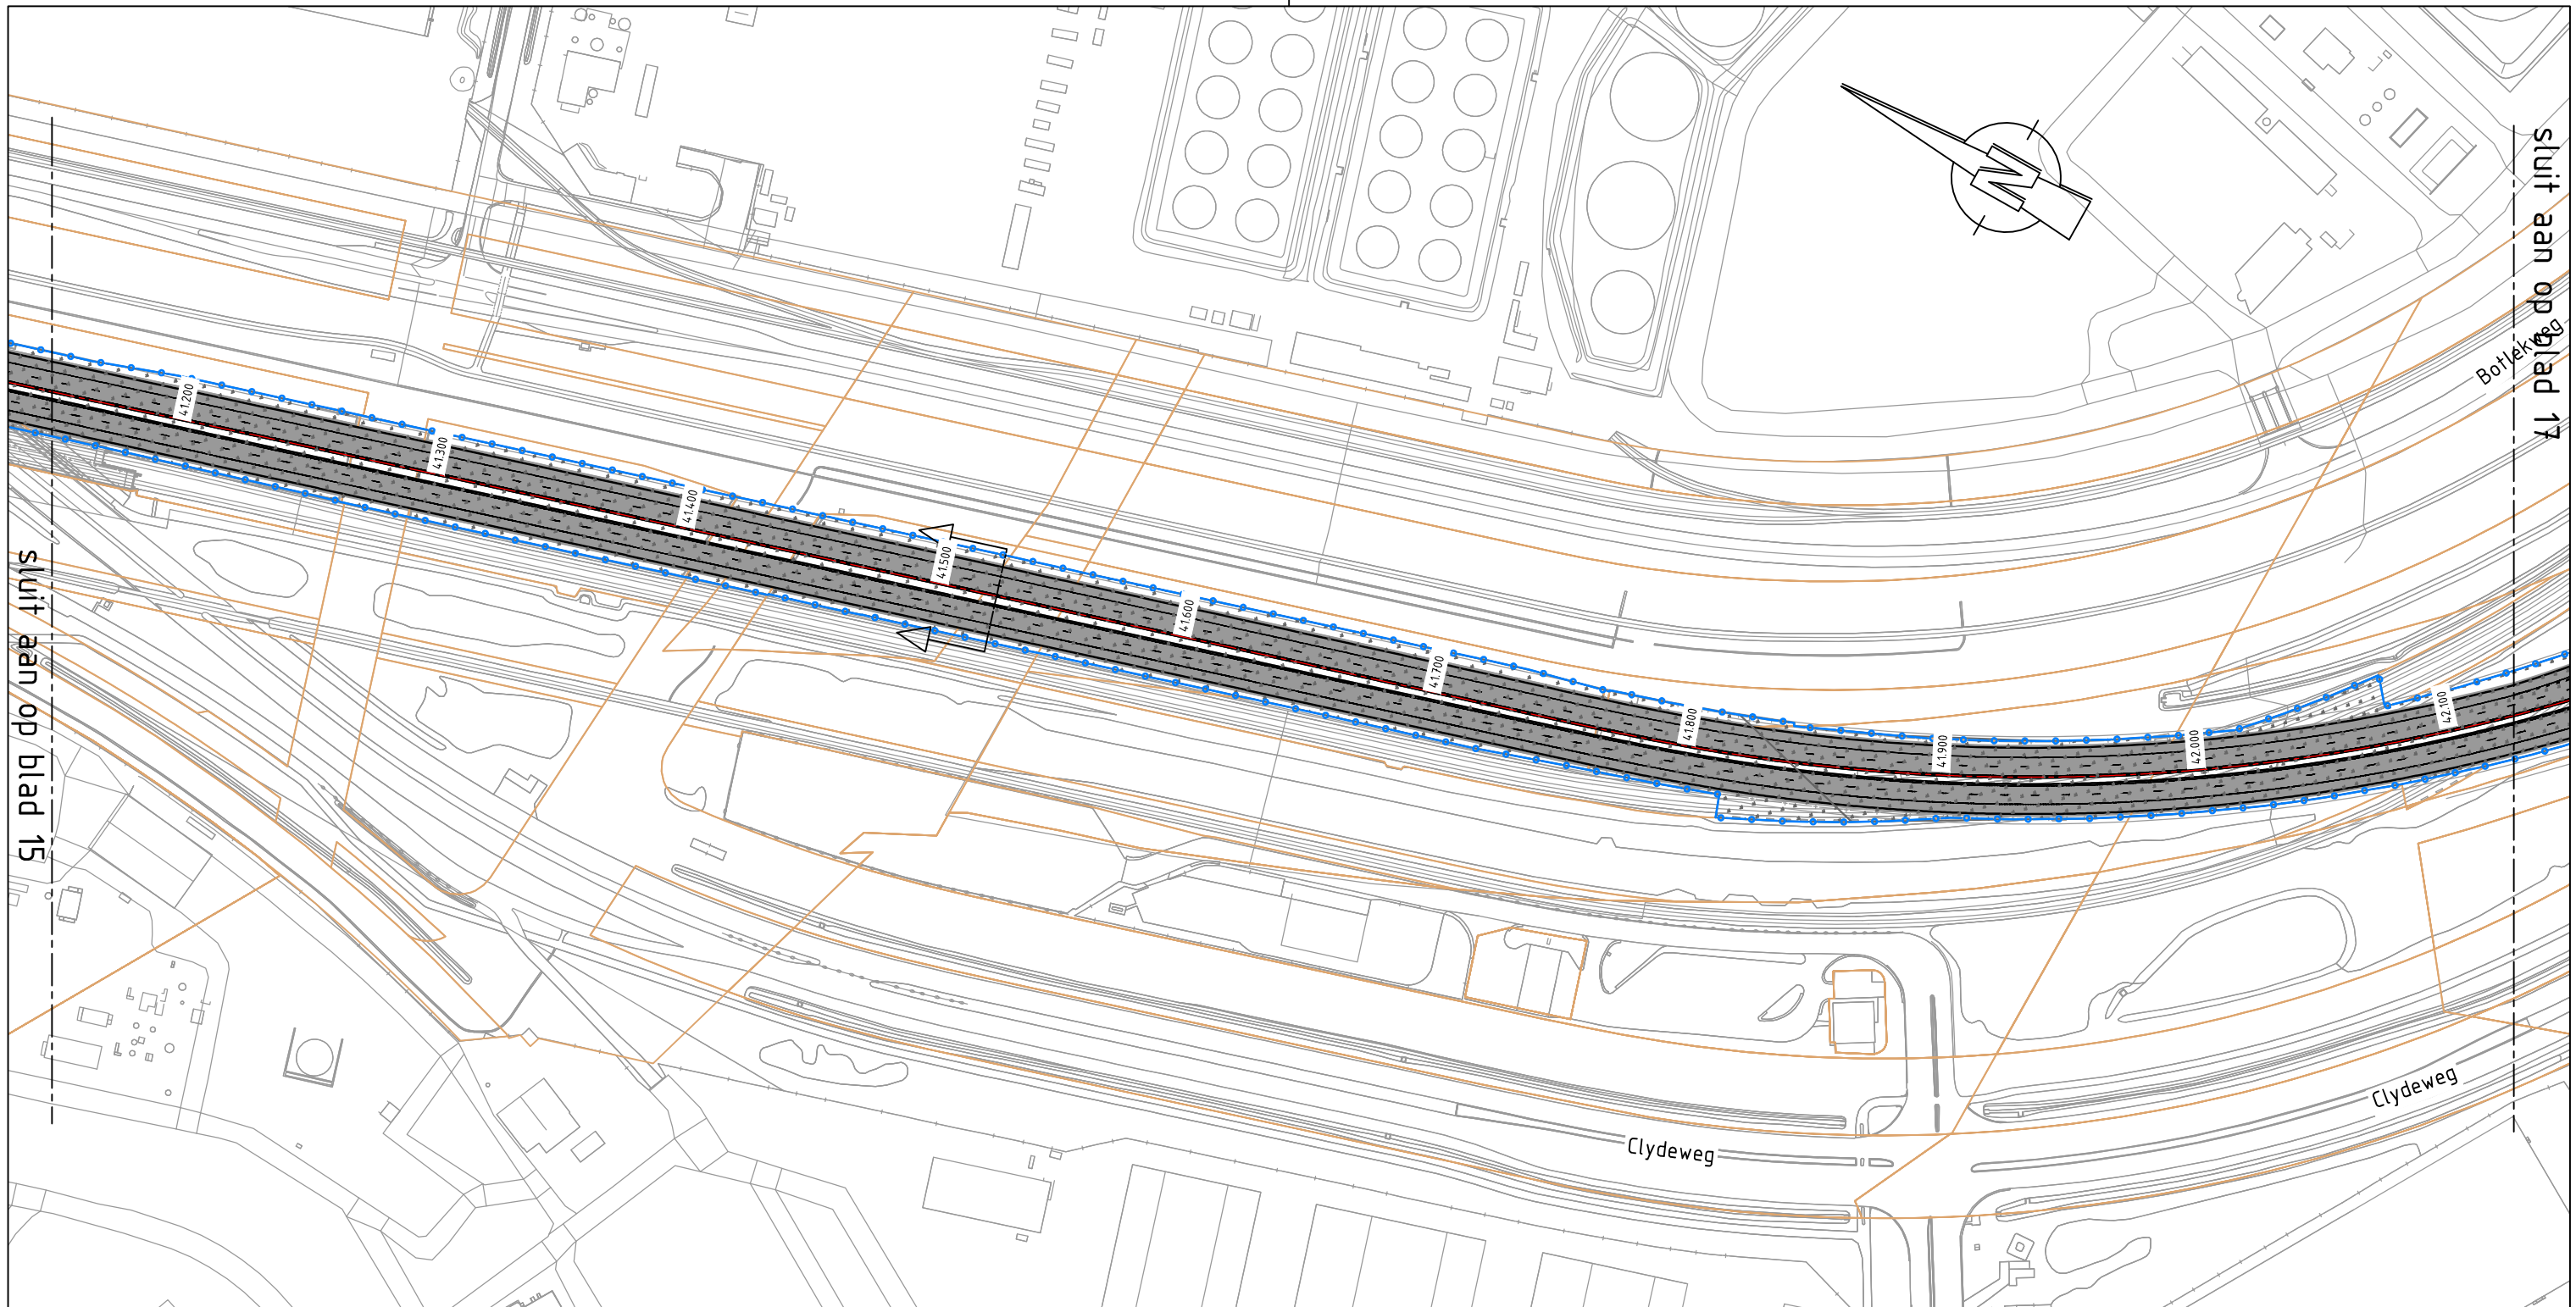 sluit aan op blad 15
sluit aan op blad 17
41.200
41.300
41.400
41.500
41.600
41.700
41.800
41.900
42.000
42.100
N
Botlekweg
Clydeweg
Clydeweg